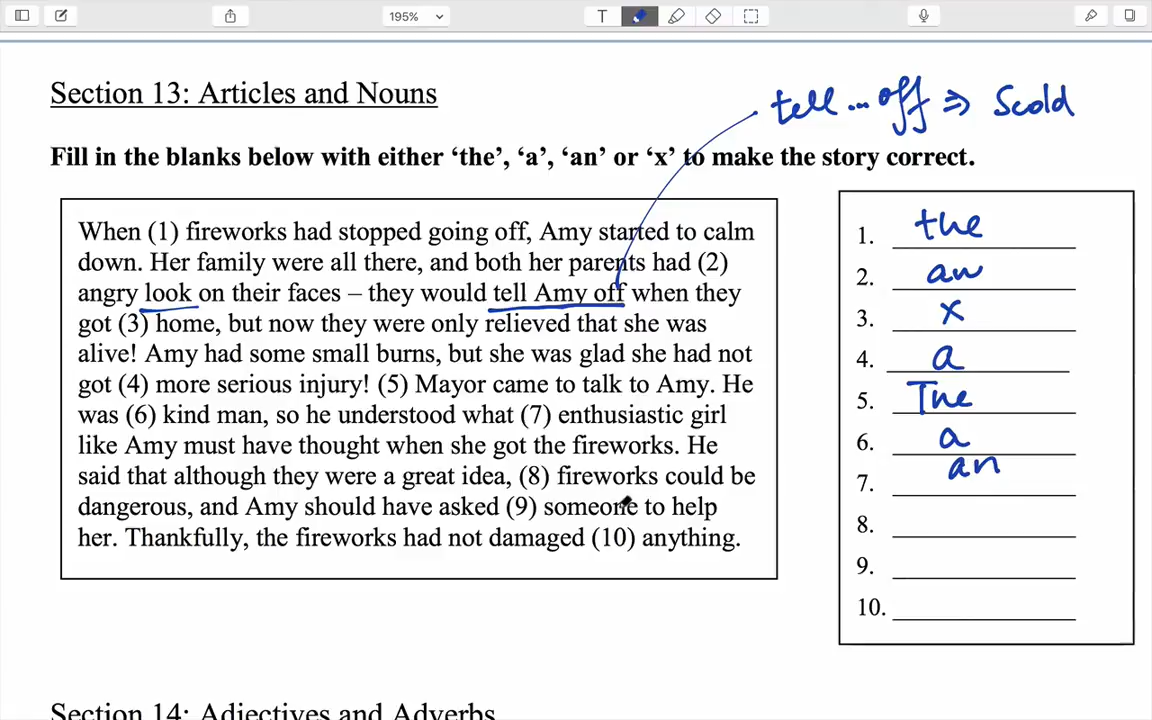 195%
T
Section 13: Articles and Nouns
tell ... off ⇒ Scold
Fill in the blanks below with either ‘the’, ‘a’, ‘an’ or ‘x’ to make the story correct.
When (1) fireworks had stopped going off, Amy started to calm
down. Her family were all there, and both her parents had (2)
angry look on their faces – they would tell Amy off when they
got (3) home, but now they were only relieved that she was
alive! Amy had some small burns, but she was glad she had not
got (4) more serious injury! (5) Mayor came to talk to Amy. He
was (6) kind man, so he understood what (7) enthusiastic girl
like Amy must have thought when she got the fireworks. He
said that although they were a great idea, (8) fireworks could be
dangerous, and Amy should have asked (9) someone to help
her. Thankfully, the fireworks had not damaged (10) anything.
1. the
2. an
3. x
4. a
5. The
6. a
7. an
8.
9.
10.
Section 14: Adjectives and Adverbs